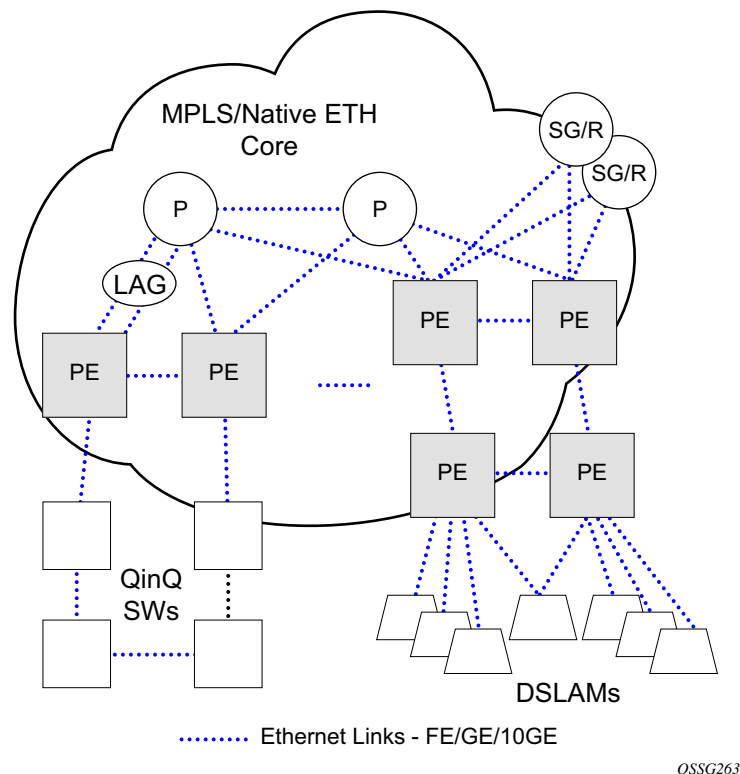 MPLS/Native ETH
Core
SG/R
SG/R
P
P
LAG
PE
PE
PE
PE
PE
PE
QinQ
SWs
DSLAMs
Ethernet Links - FE/GE/10GE
OSSG263